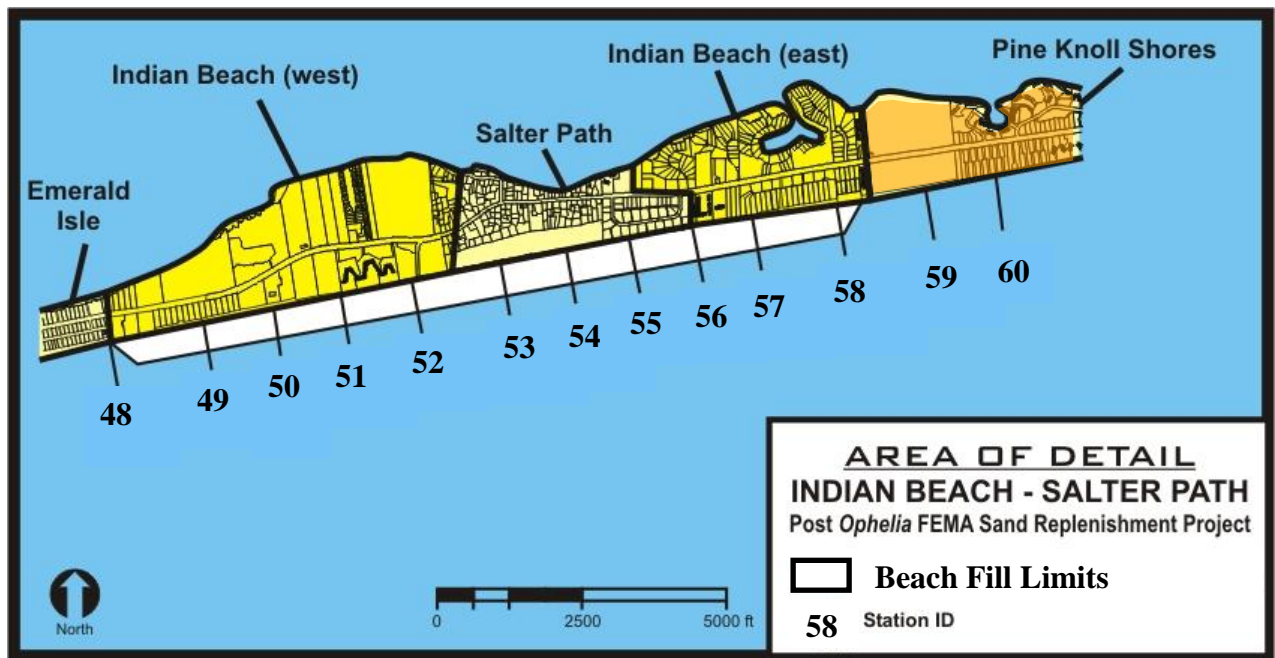 Pine Knoll Shores
Indian Beach (east)
Indian Beach (west)
Salter Path
Emerald
Isle
48
49
50
51
52
53
54
55
56
57
58
59
60
AREA OF DETAIL
INDIAN BEACH - SALTER PATH
Post Ophelia FEMA Sand Replenishment Project
Beach Fill Limits
58 Station ID
North
0 2500 5000 ft